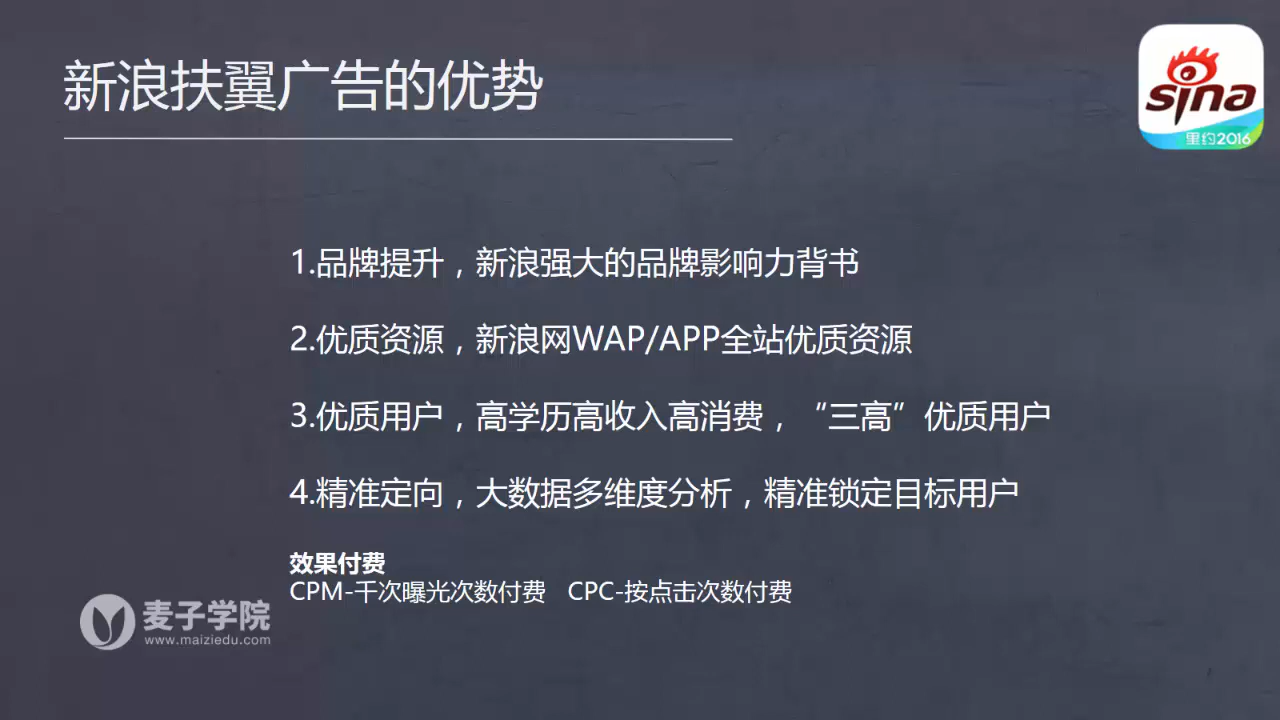 新浪扶翼广告的优势
sina
里约2016
1.品牌提升，新浪强大的品牌影响力背书
2.优质资源，新浪网WAP/APP全站优质资源
3.优质用户，高学历高收入高消费，“三高”优质用户
4.精准定向，大数据多维度分析，精准锁定目标用户
效果付费
CPM-千次曝光次数付费 CPC-按点击次数付费
麦子学院
www.maiziedu.com